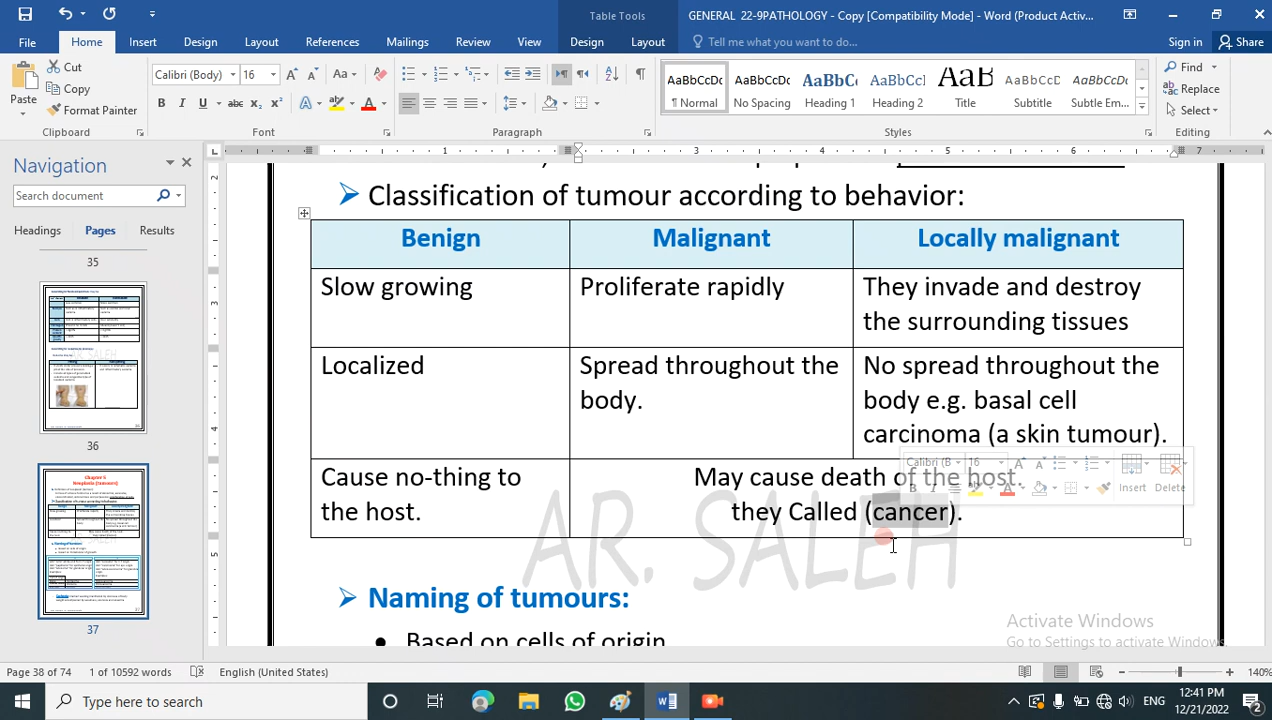 Table Tools
GENERAL 22-9PATHOLOGY - Copy [Compatibility Mode] - Word (Product Activ...
File Home Insert Design Layout References Mailings Review View Design Layout Tell me what you want to do... Sign in Share
Paste
Cut
Copy
Format Painter
Clipboard
Calibri (Body) 16
Font
Paragraph
AaBbCcDc AaBbCcDc AaBbC AaBbCcD AaB AaBbCcD AaBbCcDc
¶ Normal No Spacing Heading 1 Heading 2 Title Subtitle Subtle Em...
Styles
Find
Replace
Select
Editing
Navigation
Search document
Headings Pages Results
35
36
37
Classification of tumour according to behavior:
Benign Malignant Locally malignant
Slow growing
Proliferate rapidly
They invade and destroy
the surrounding tissues
Localized
Spread throughout the
body.
No spread throughout the
body e.g. basal cell
carcinoma (a skin tumour).
Cause no-thing to
the host.
May cause death of the host.
they Called (cancer).
Calibri (B 16
Insert Delete
AR. SALEH
Naming of tumours:
Based on cells of origin
Activate Windows
Go to Settings to activate Windows.
Page 38 of 74 1 of 10592 words English (United States) 140%
Type here to search
ENG
12:41 PM
12/21/2022
2